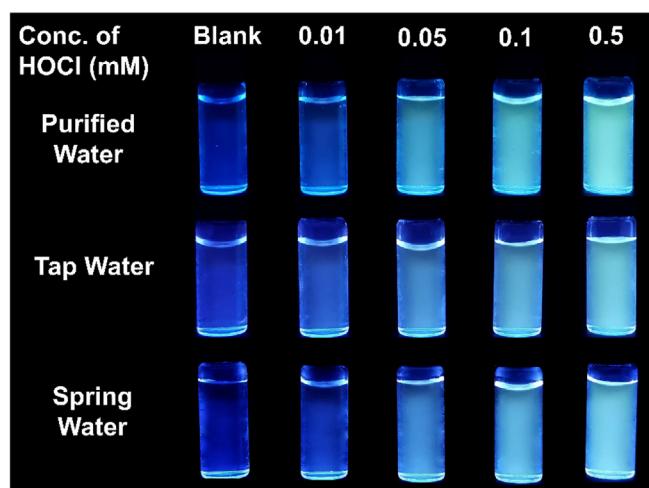 Conc. of Blank 0.01 0.05 0.1 0.5
HOCl (mM)
Purified
Water
Tap Water
Spring
Water